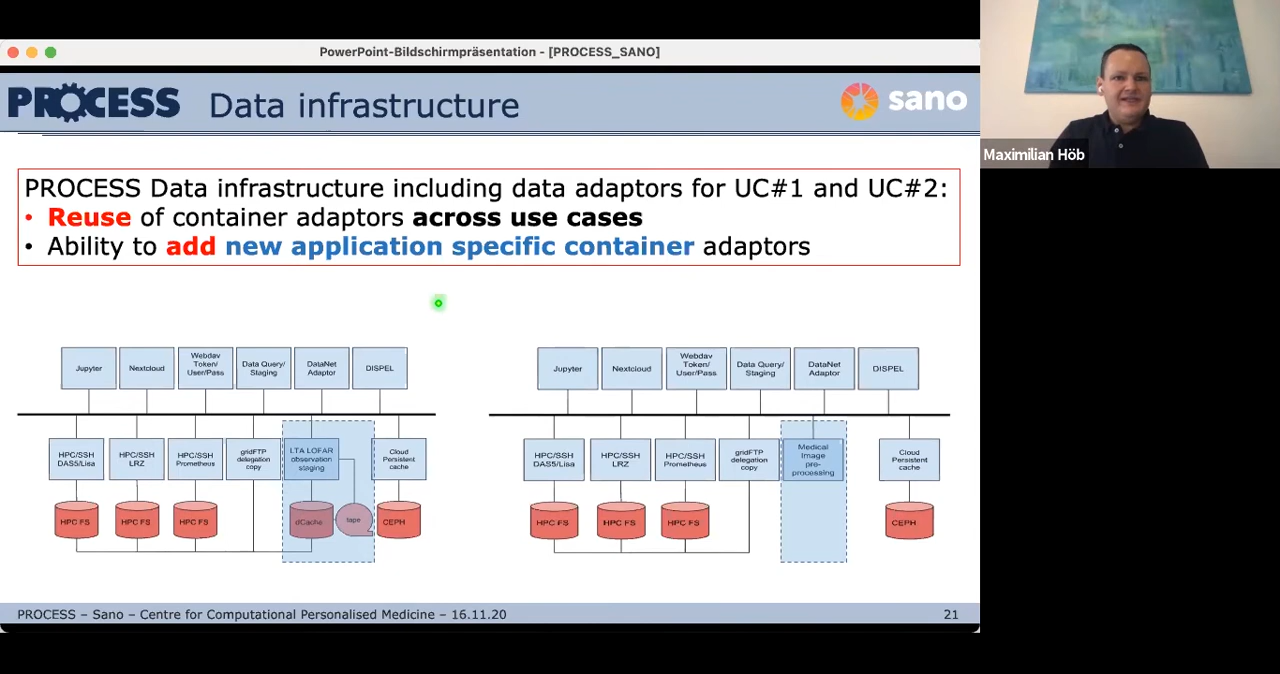 PowerPoint-Bildschirmpräsentation - [PROCESS_SANO]
PROCESS Data infrastructure
sano
Maximilian Höb
PROCESS Data infrastructure including data adaptors for UC#1 and UC#2:
• Reuse of container adaptors across use cases
• Ability to add new application specific container adaptors
Jupyter
Nextcloud
Webdav
Token/
User/Pass
Data Query/
Staging
DataNet
Adaptor
DISPEL
HPC/SSH
DAS5/Lisa
HPC/SSH
LRZ
HPC/SSH
Prometheus
gridFTP
delegation
copy
LTA LOFAR
observation
staging
Cloud
Persistent
cache
HPC FS
HPC FS
HPC FS
dCache
tape
CEPH
Jupyter
Nextcloud
Webdav
Token/
User/Pass
Data Query/
Staging
DataNet
Adaptor
DISPEL
HPC/SSH
DAS5/Lisa
HPC/SSH
LRZ
HPC/SSH
Prometheus
gridFTP
delegation
copy
Medical
Image
pre-
processing
Cloud
Persistent
cache
HPC FS
HPC FS
HPC FS
CEPH
PROCESS – Sano – Centre for Computational Personalised Medicine – 16.11.20
21